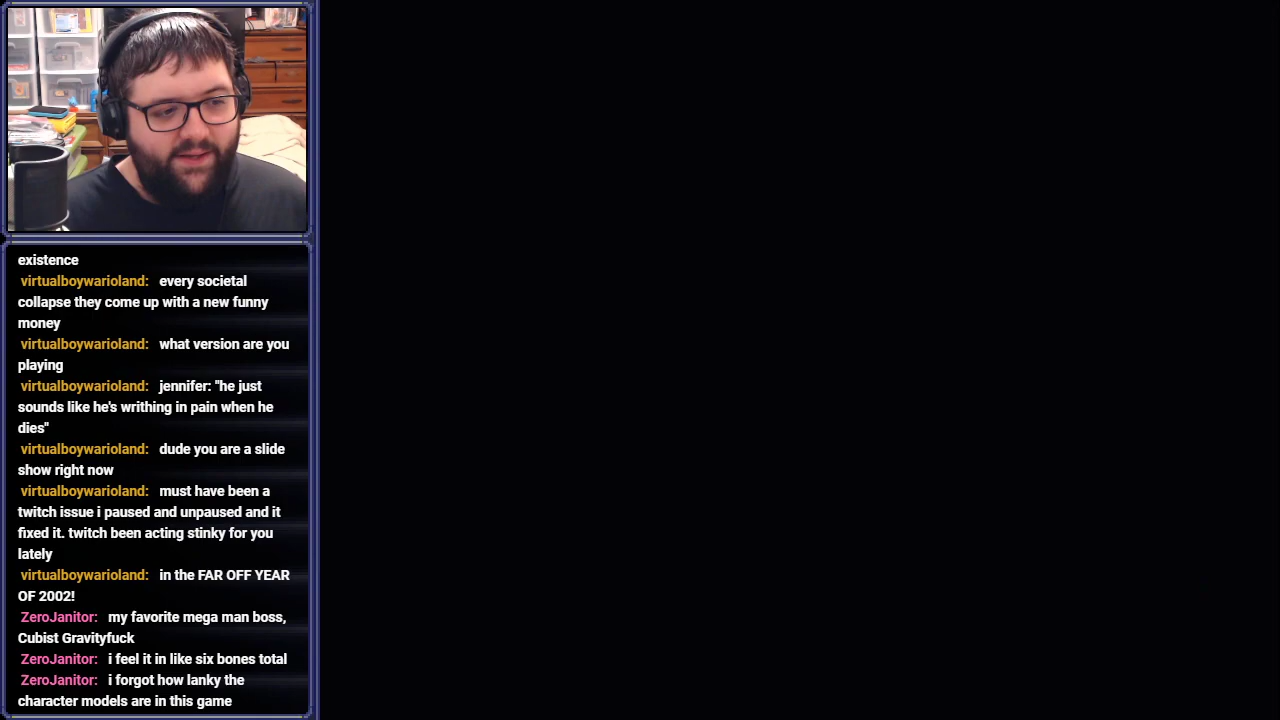 existence
virtualboywarioland: every societal
collapse they come up with a new funny
money
virtualboywarioland: what version are you
playing
virtualboywarioland: jennifer: "he just
sounds like he's writhing in pain when he
dies"
virtualboywarioland: dude you are a slide
show right now
virtualboywarioland: must have been a
twitch issue i paused and unpaused and it
fixed it. twitch been acting stinky for you
lately
virtualboywarioland: in the FAR OFF YEAR
OF 2002!
ZeroJanitor: my favorite mega man boss,
Cubist Gravityfuck
ZeroJanitor: i feel it in like six bones total
ZeroJanitor: i forgot how lanky the
character models are in this game